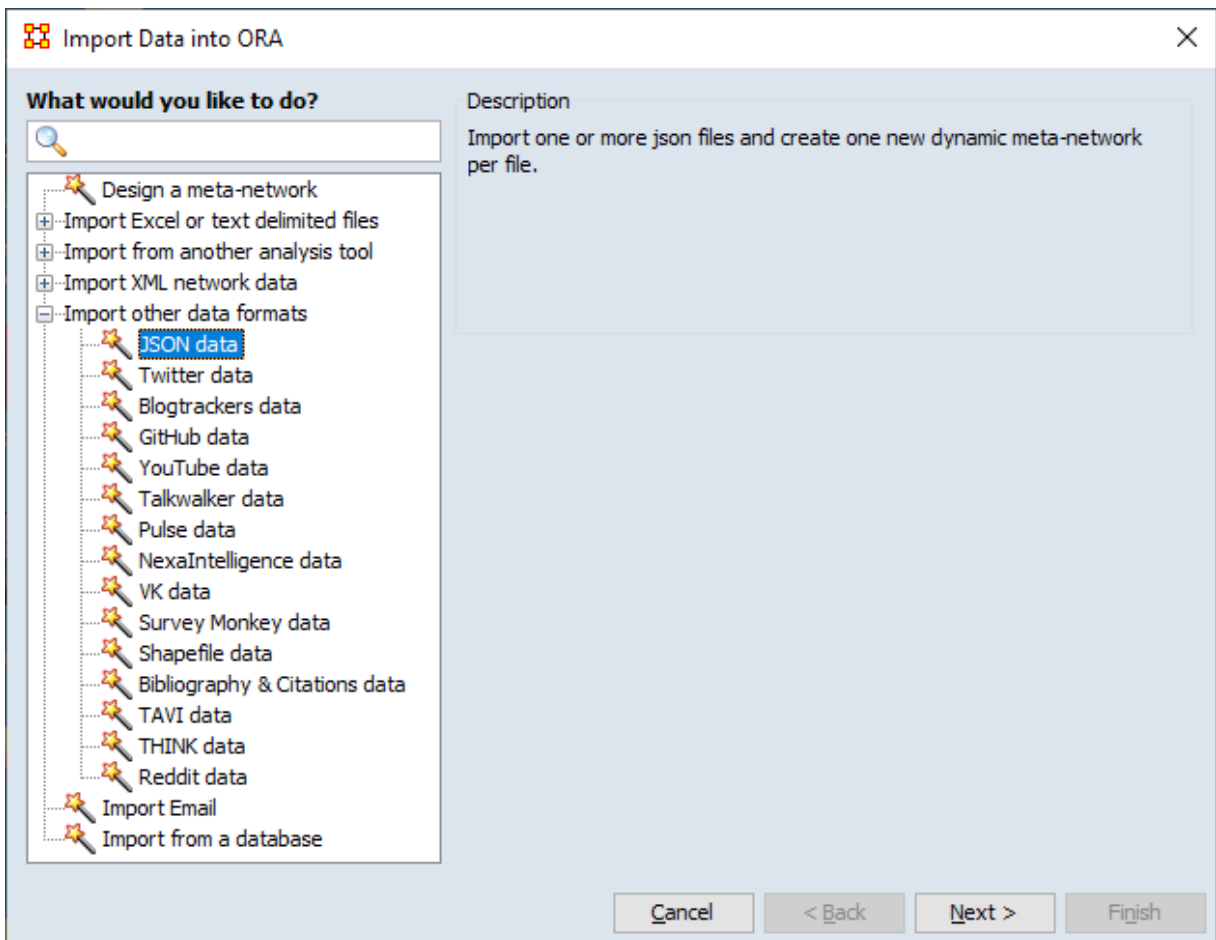 Import Data into ORA
What would you like to do?
Design a meta-network
Import Excel or text delimited files
Import from another analysis tool
Import XML network data
Import other data formats
JSON data
Twitter data
Blogtrackers data
GitHub data
YouTube data
Talkwalker data
Pulse data
NexaIntelligence data
VK data
Survey Monkey data
Shapefile data
Bibliography & Citations data
TAVI data
THINK data
Reddit data
Import Email
Import from a database
Description
Import one or more json files and create one new dynamic meta-network
per file.
Cancel
< Back
Next >
Finish